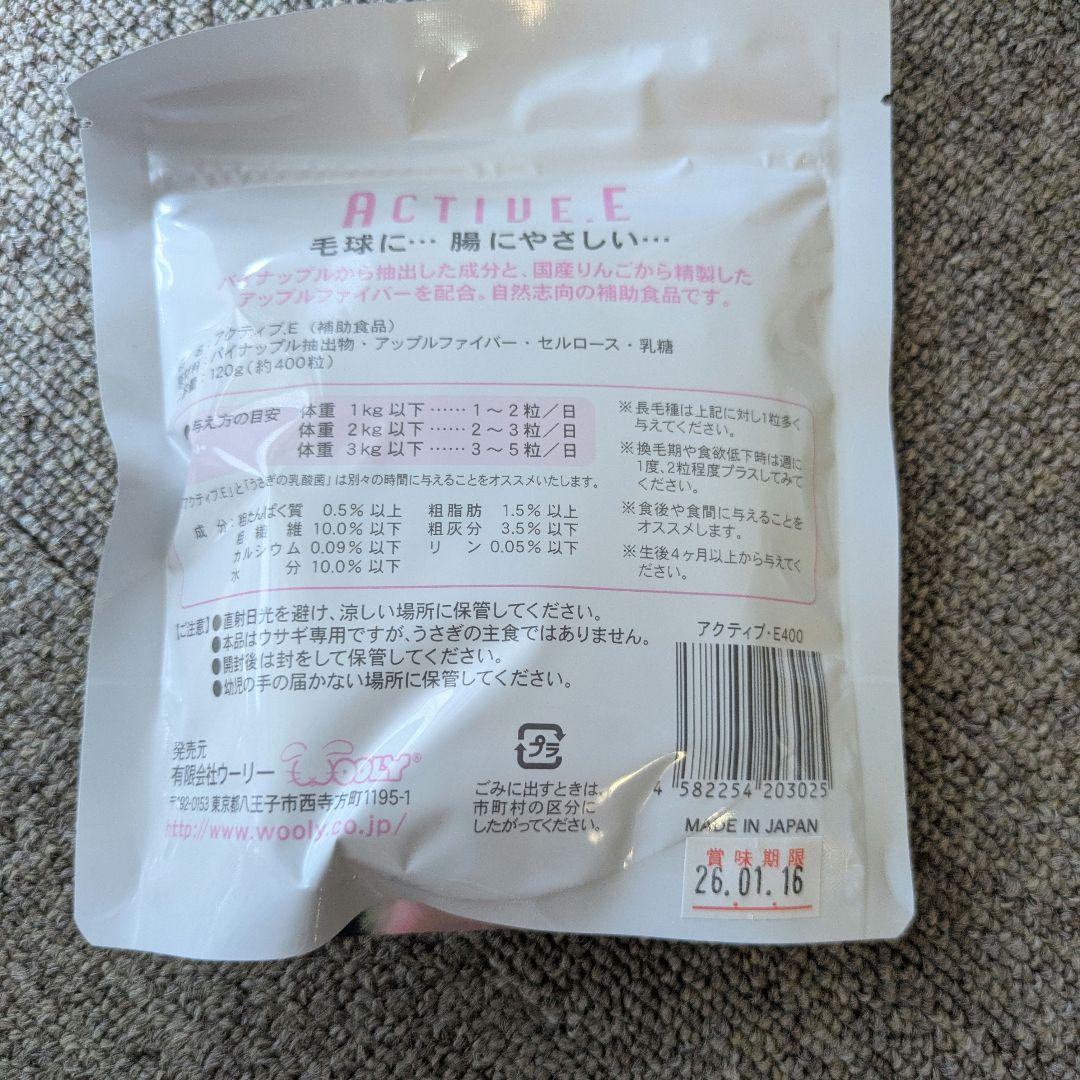 ACTIVE.E
毛球に… 腸にやさしい…
パイナップルから抽出した成分と、国産りんごから精製した
アップルファイバーを配合。自然志向の補助食品です。
アクティブ.E（補助食品）
パイナップル抽出物・アップルファイバー・セルロース・乳糖
120g(約400粒)
●与え方の目安 体重 1kg 以下 …… 1～2粒／日
体重 2kg 以下 …… 2～3粒／日
体重 3kg 以下 …… 3～5粒／日
「アクティブ.E」と「うさぎの乳酸菌」は別々の時間に与えることをオススメいたします。
成分：粗たんぱく質 0.5% 以上 粗脂肪 1.5% 以上
粗繊維 10.0% 以下 粗灰分 3.5% 以下
カルシウム 0.09% 以下 リン 0.05% 以下
水分 10.0% 以下
※長毛種は上記に対し1粒多く
与えてください。
※換毛期や食欲低下時は週に
1度、2粒程度プラスしてみて
ください。
※食後や食間に与えることを
オススメします。
※生後4ヶ月以上から与えてく
ださい。
【ご注意】●直射日光を避け、涼しい場所に保管してください。
●本品はウサギ専用ですが、うさぎの主食ではありません。
●開封後は封をして保管してください。
●幼児の手の届かない場所に保管してください。
発売元
有限会社ウーリー WOOLY®
〒192-0153 東京都八王子市西寺方町1195-1
http://www.wooly.co.jp/
プラ
ごみに出すときは、
市町村の区分に
したがってください。
アクティブ・E400
4 582254 203025
MADE IN JAPAN
賞味期限
26.01.16